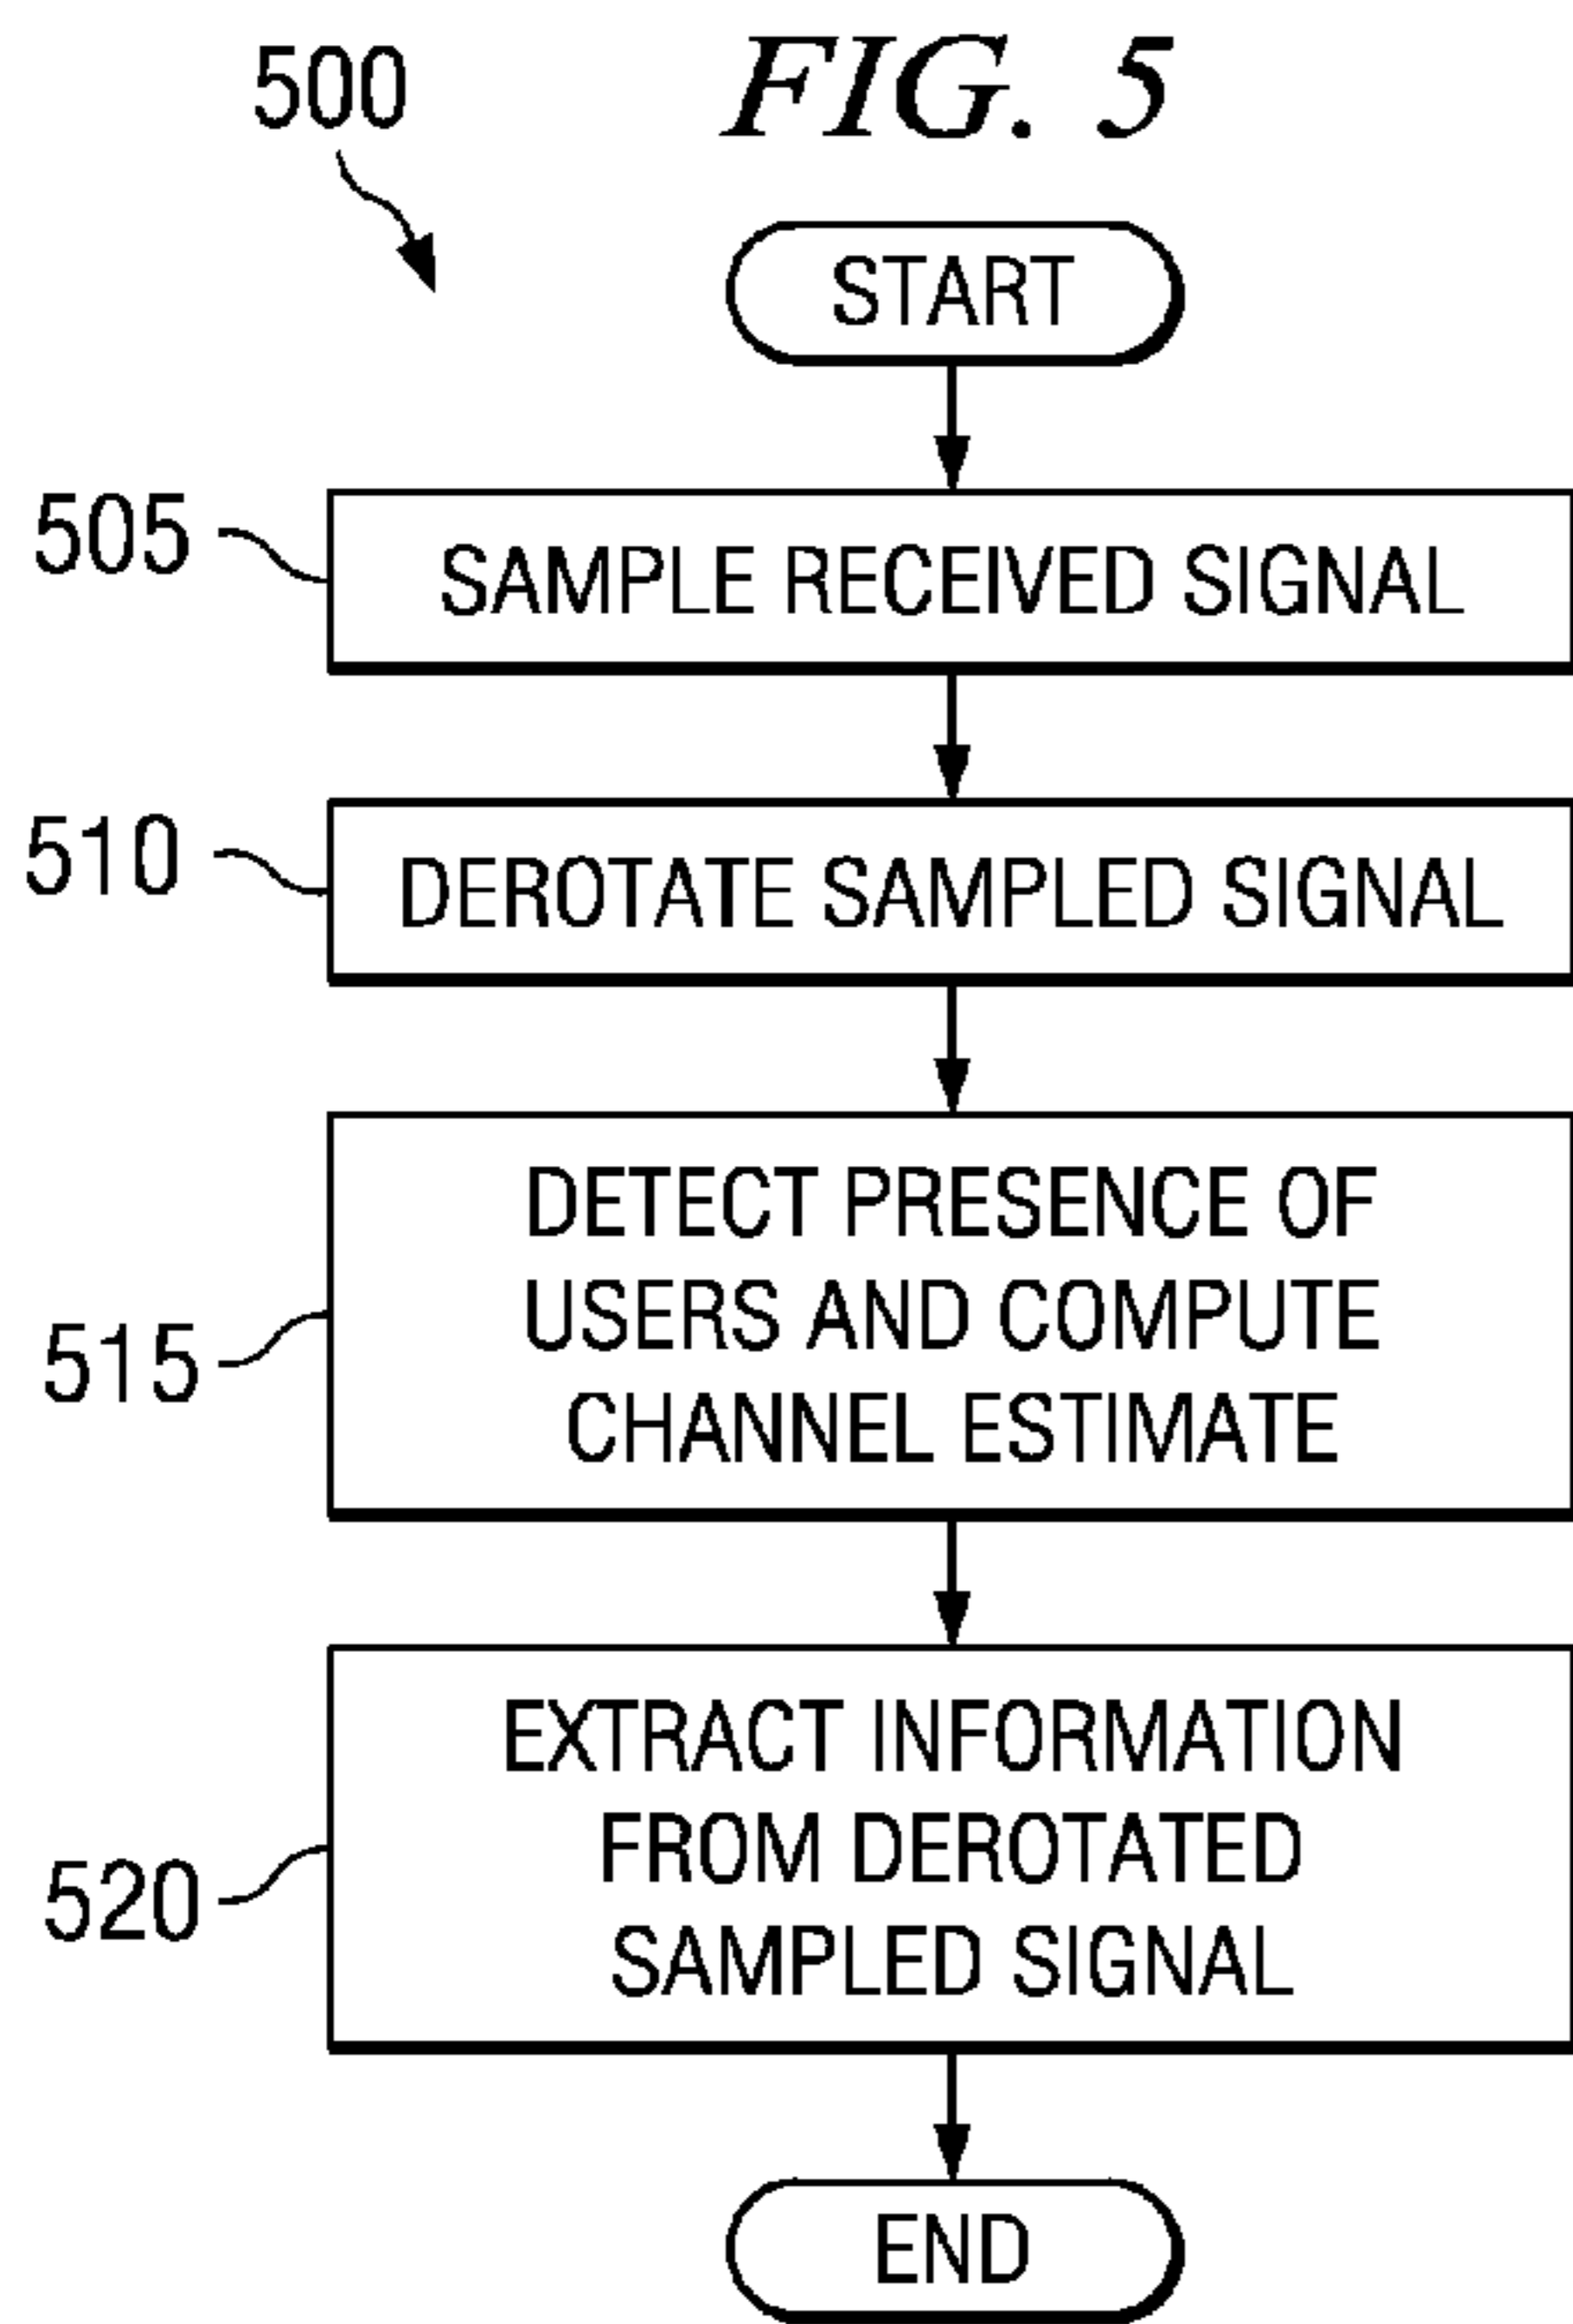 500
FIG. 5
START
505
SAMPLE RECEIVED SIGNAL
510
DEROTATE SAMPLED SIGNAL
515
DETECT PRESENCE OF
USERS AND COMPUTE
CHANNEL ESTIMATE
520
EXTRACT INFORMATION
FROM DEROTATED
SAMPLED SIGNAL
END